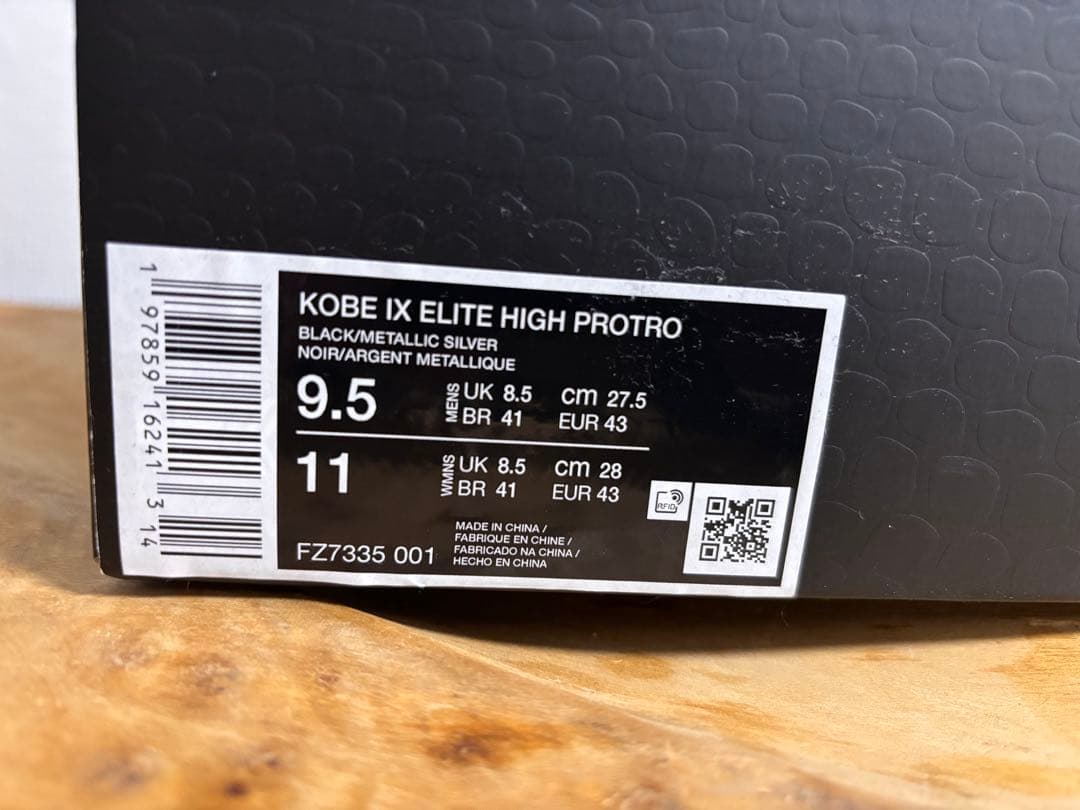 1 97859 16241 3 14
KOBE IX ELITE HIGH PROTRO
BLACK/METALLIC SILVER
NOIR/ARGENT METALLIQUE
9.5 MENS UK 8.5 cm 27.5
BR 41 EUR 43
11 WMNS UK 8.5 cm 28
BR 41 EUR 43
RFID
MADE IN CHINA /
FABRIQUE EN CHINE /
FABRICADO NA CHINA /
HECHO EN CHINA
FZ7335 001